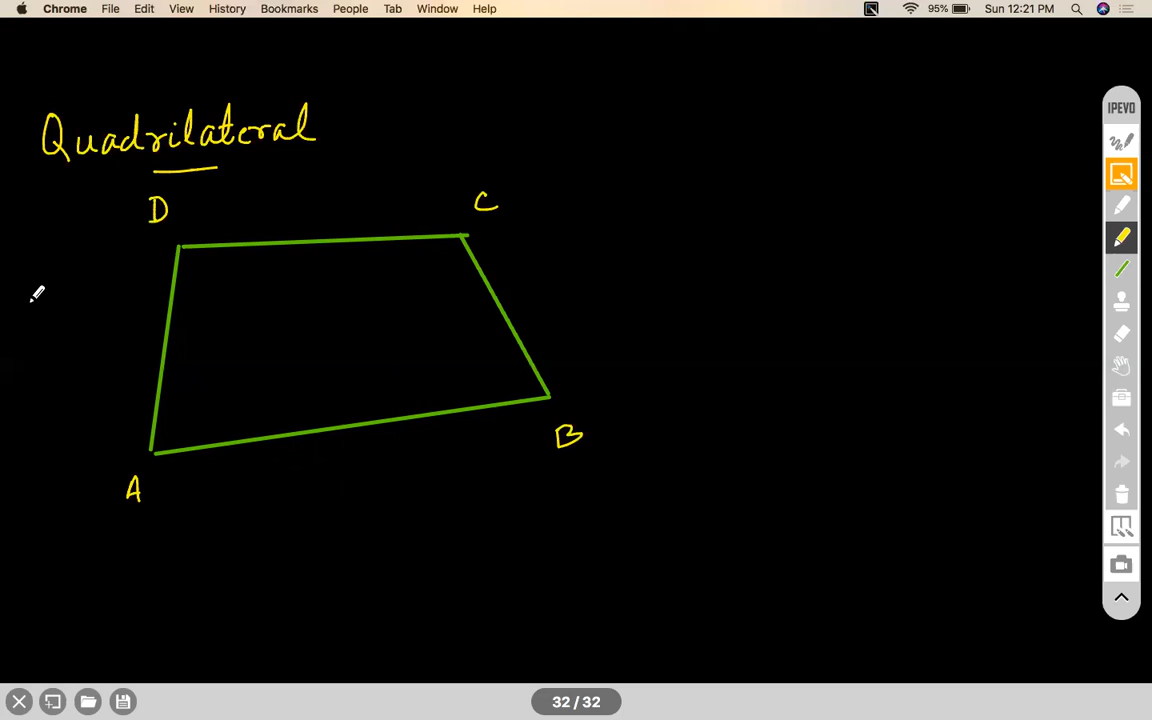 Chrome File Edit View History Bookmarks People Tab Window Help 95% Sun 12:21 PM
IPEVO
Quadrilateral
D C
A B
32 / 32